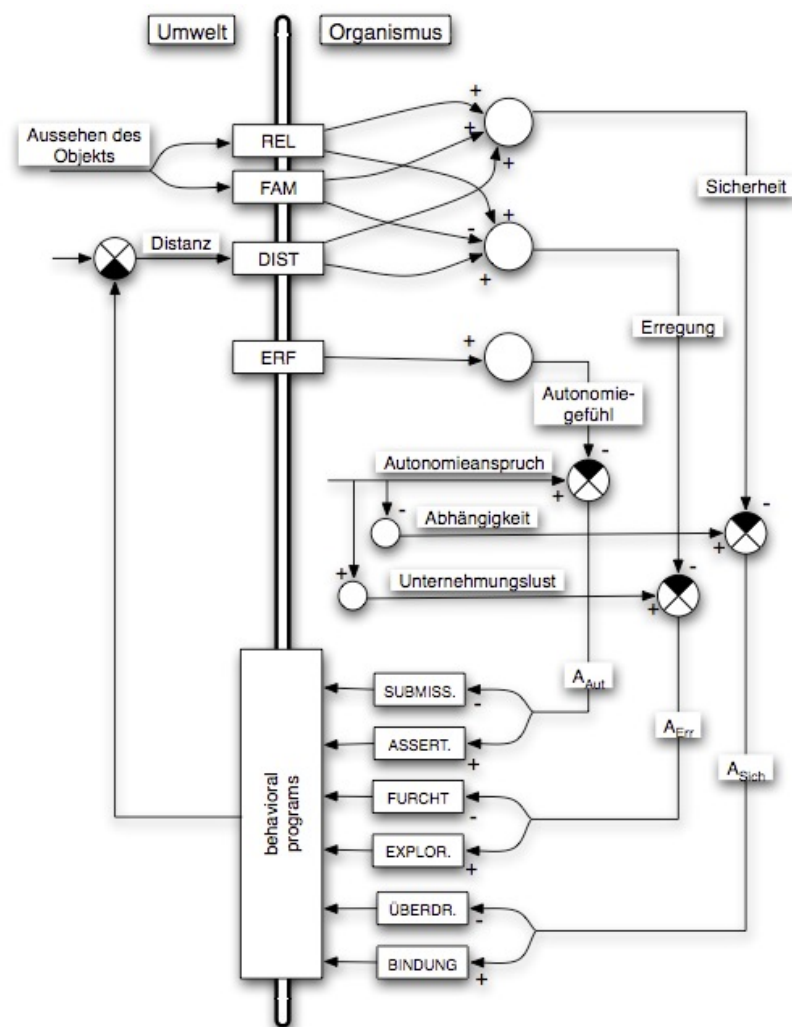 Umwelt
Organismus
Aussehen des
Objekts
REL
FAM
Distanz
DIST
ERF
+
+
+
+
-
+
+
Sicherheit
Erregung
Autonomie-
gefühl
-
Autonomieanspruch
+
-
Abhängigkeit
-
+
+
Unternehmungslust
-
+
behavioral
programs
SUBMISS.
-
ASSERT.
+
FURCHT
-
EXPLOR.
+
ÜBERDR.
-
BINDUNG
+
A_Aut
A_Err
A_Sich